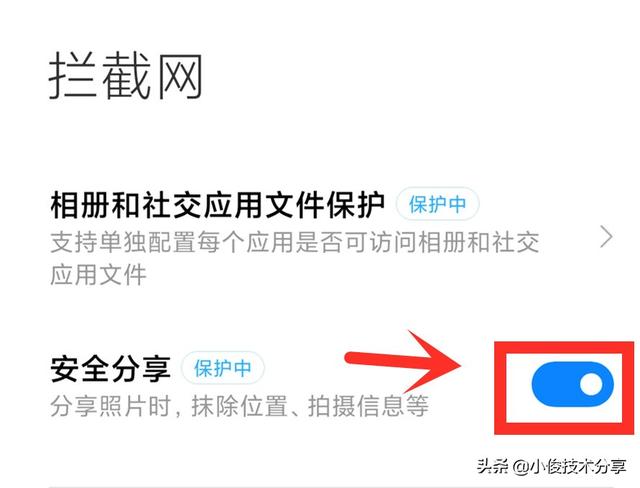 拦截网
相册和社交应用文件保护 保护中
支持单独配置每个应用是否可访问相册和社交
应用文件
安全分享 保护中
分享照片时，抹除位置、拍摄信息等
头条 @小俊技术分享